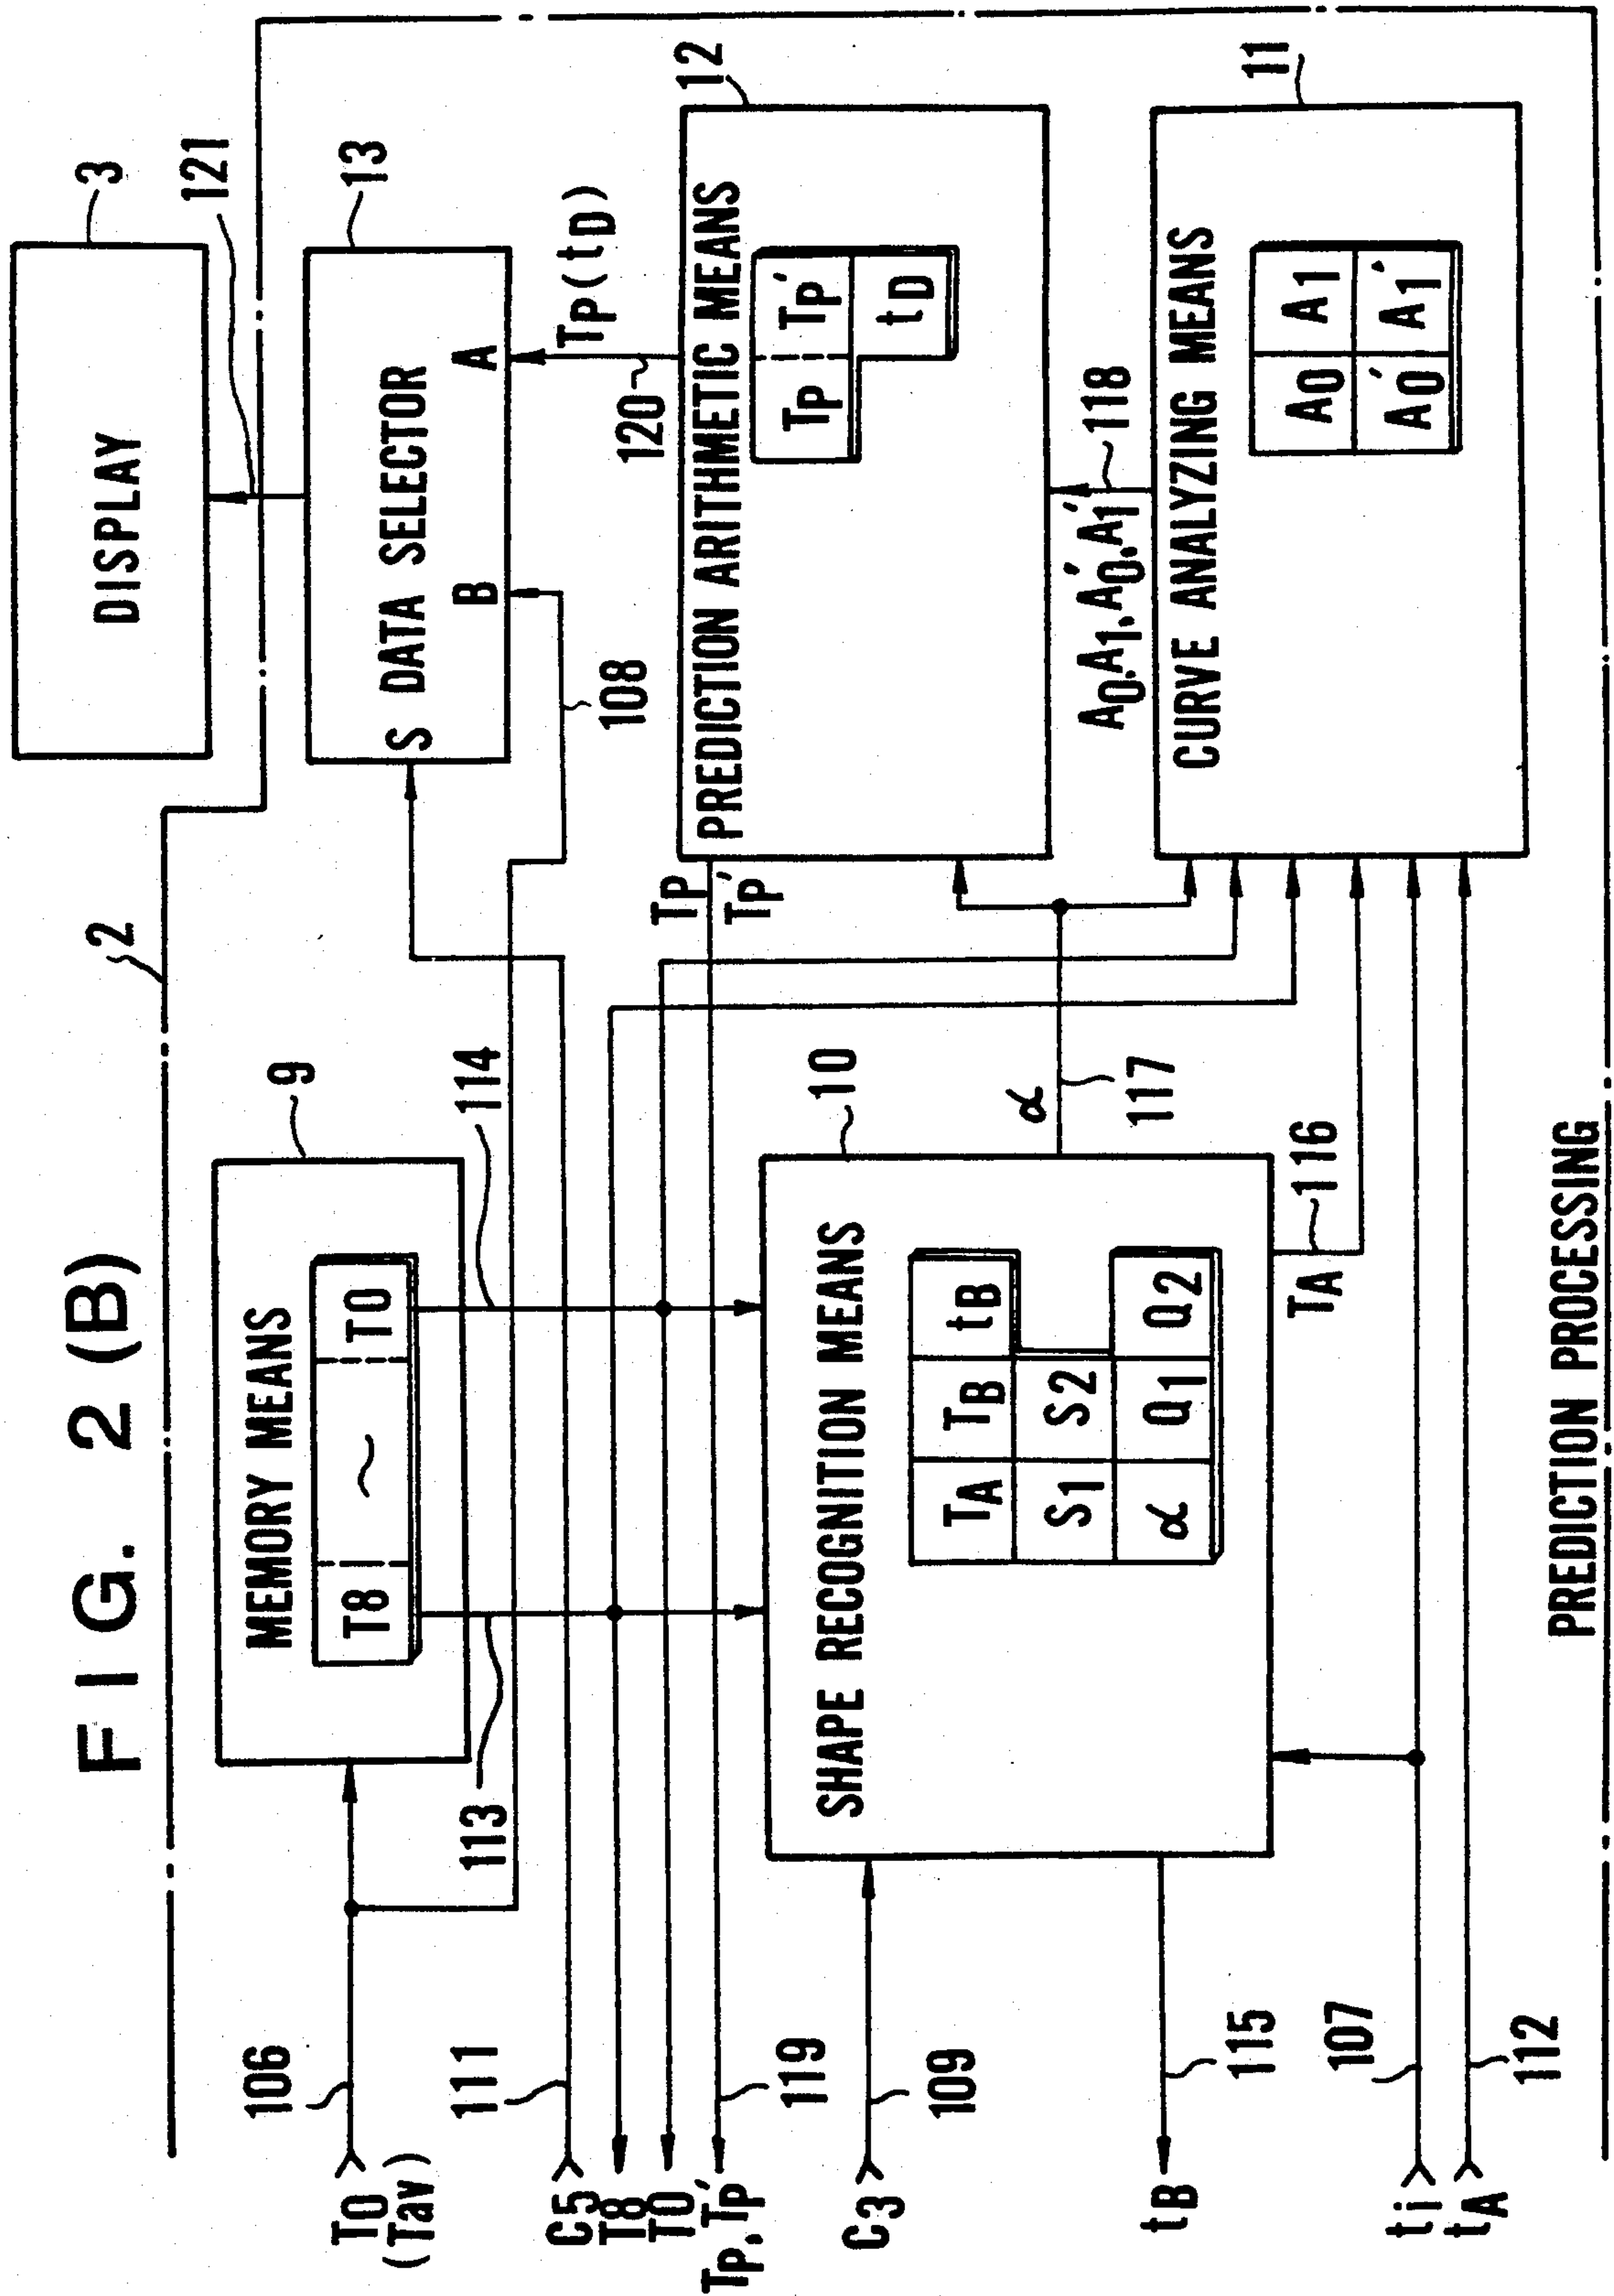 FIG. 2 (B)
2
3
DISPLAY
121
13
S DATA SELECTOR
B
A
108
120
TP(tD)
12
PREDICTION ARITHMETIC MEANS
TP TP'
tD
TP
TP'
A0.A1.A0'.A1'
118
11
CURVE ANALYZING MEANS
A0 A1
A0' A1'
9
MEMORY MEANS
T8 ~ T0
113
114
10
SHAPE RECOGNITION MEANS
TA TB tB
S1 S2
α Q1 Q2
α
117
TA
116
106
T0
(Tav)
111
C5
T8
T0
TP.TP'
119
C3
109
tB
115
107
ti
tA
112
PREDICTION PROCESSING